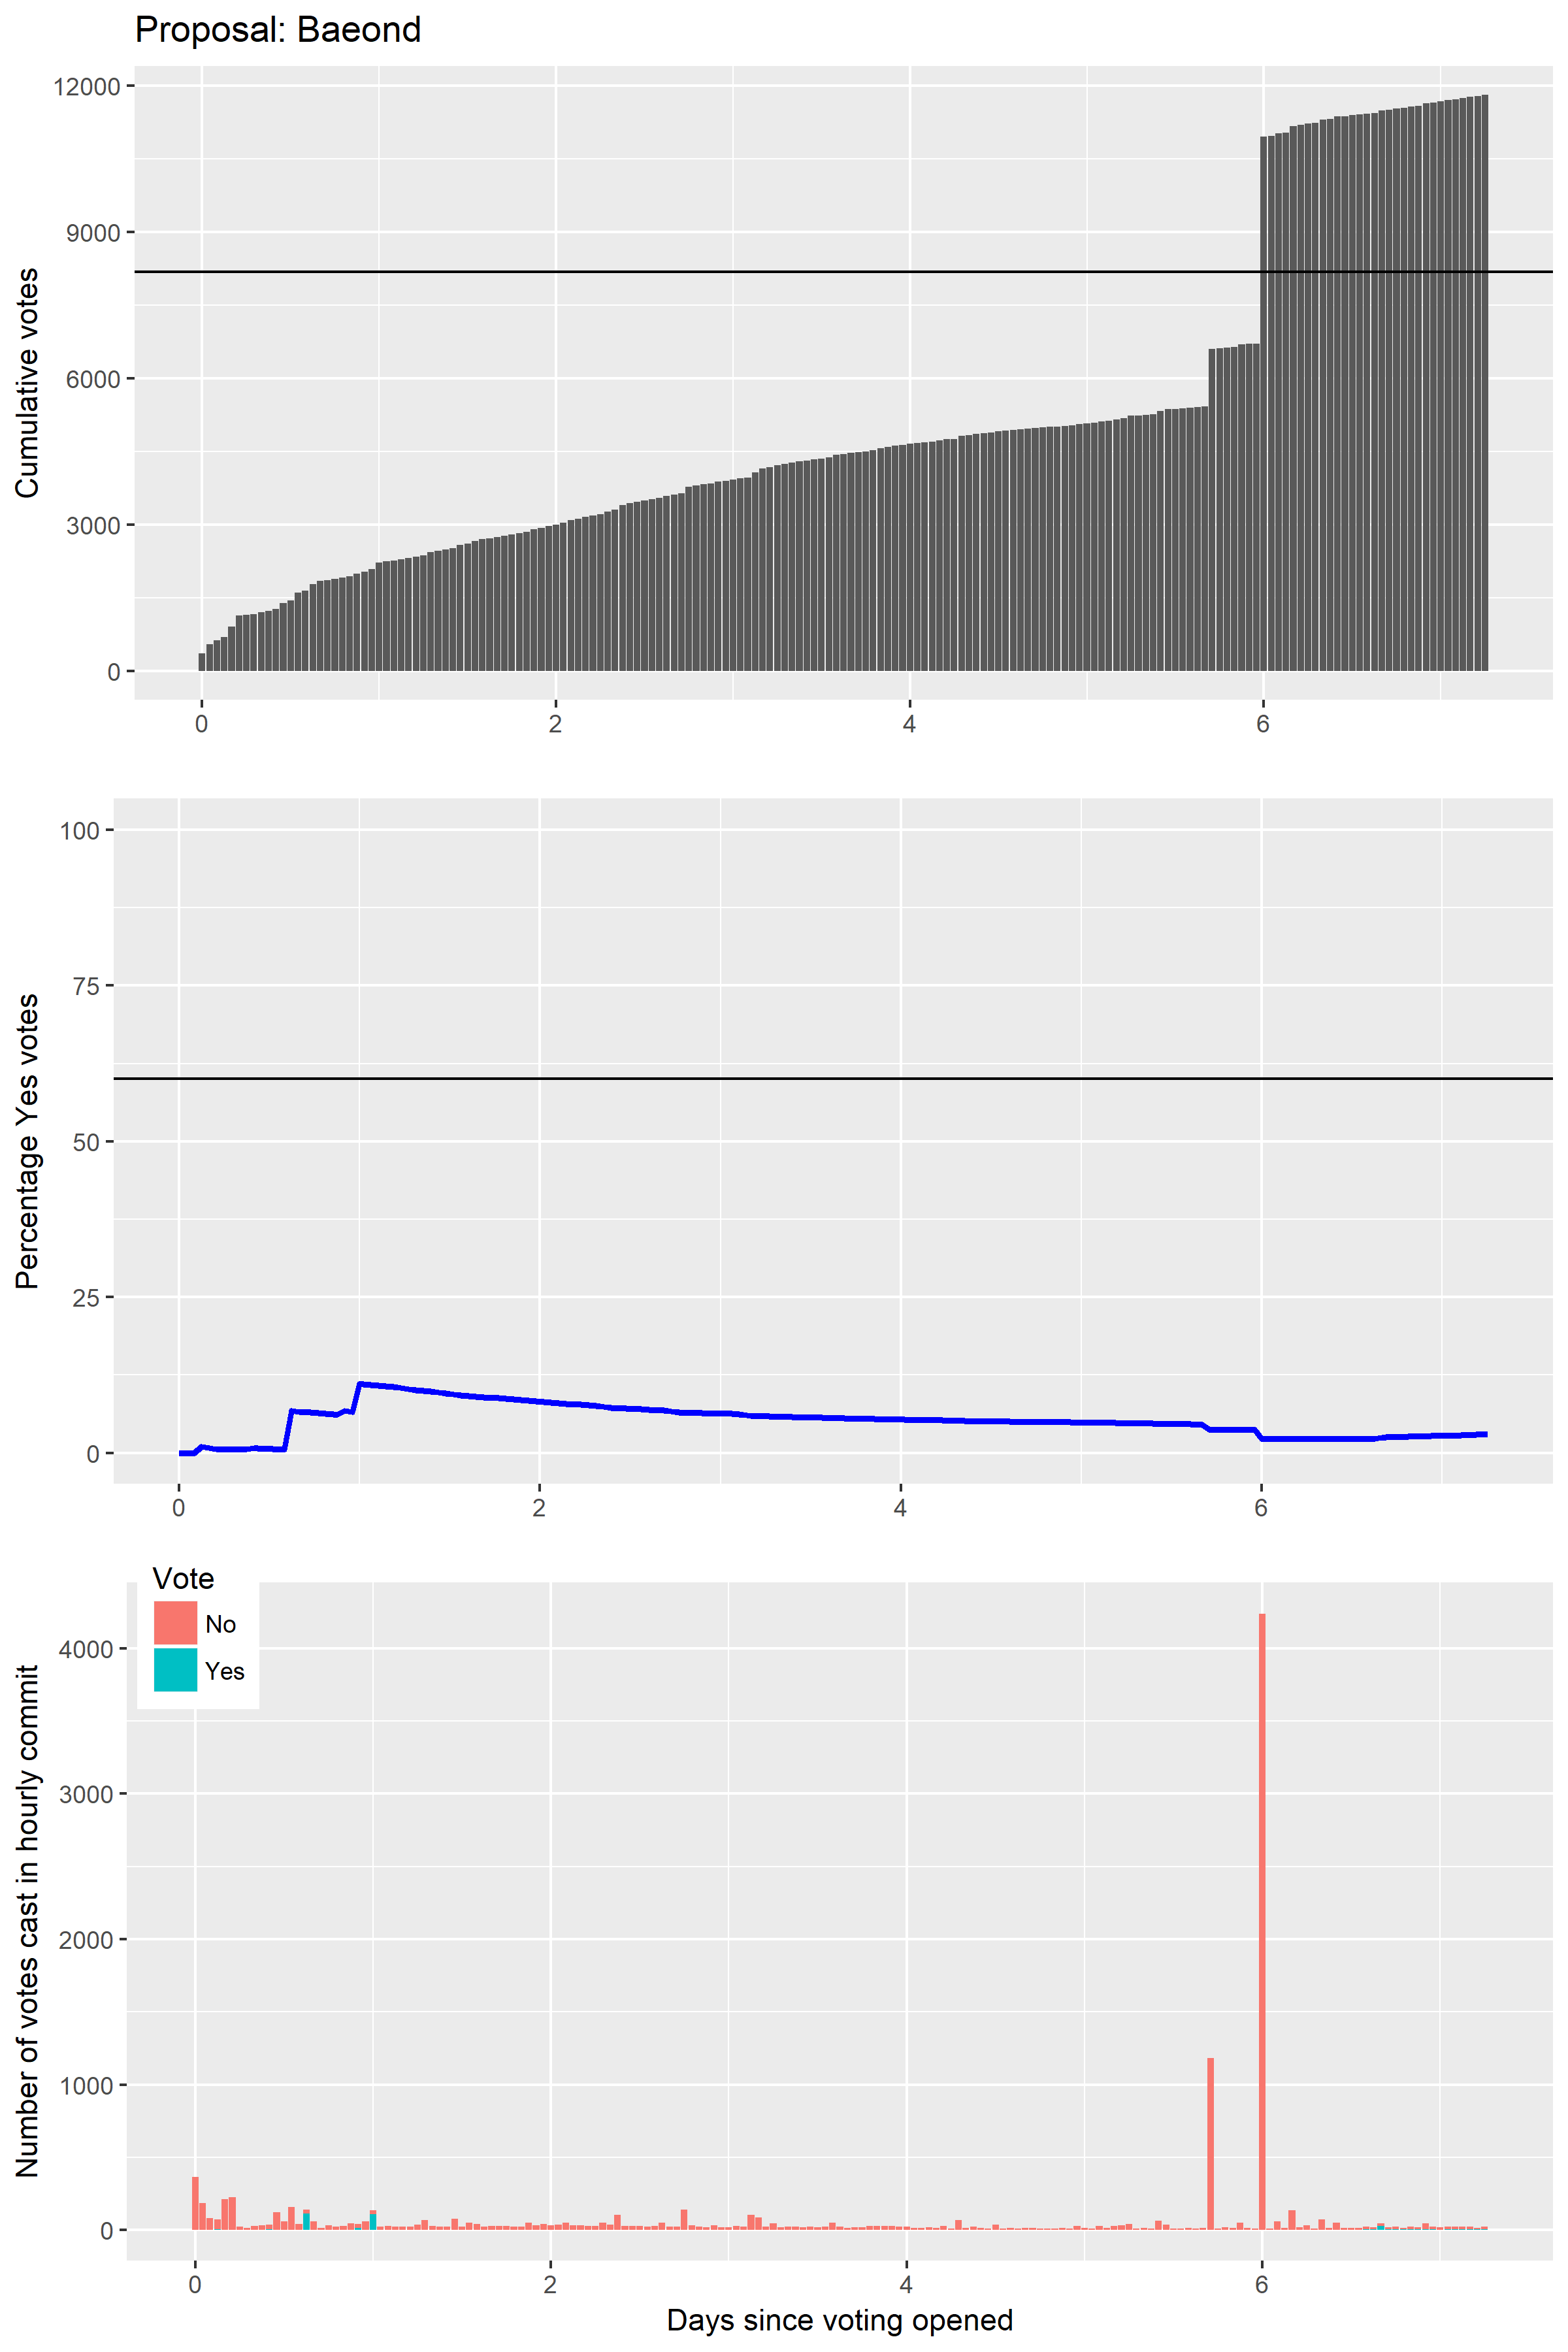 Proposal: Baeond
Cumulative votes
12000
9000
6000
3000
0
0 2 4 6
Percentage Yes votes
100
75
50
25
0
0 2 4 6
Number of votes cast in hourly commit
Vote
No
Yes
4000
3000
2000
1000
0
0 2 4 6
Days since voting opened